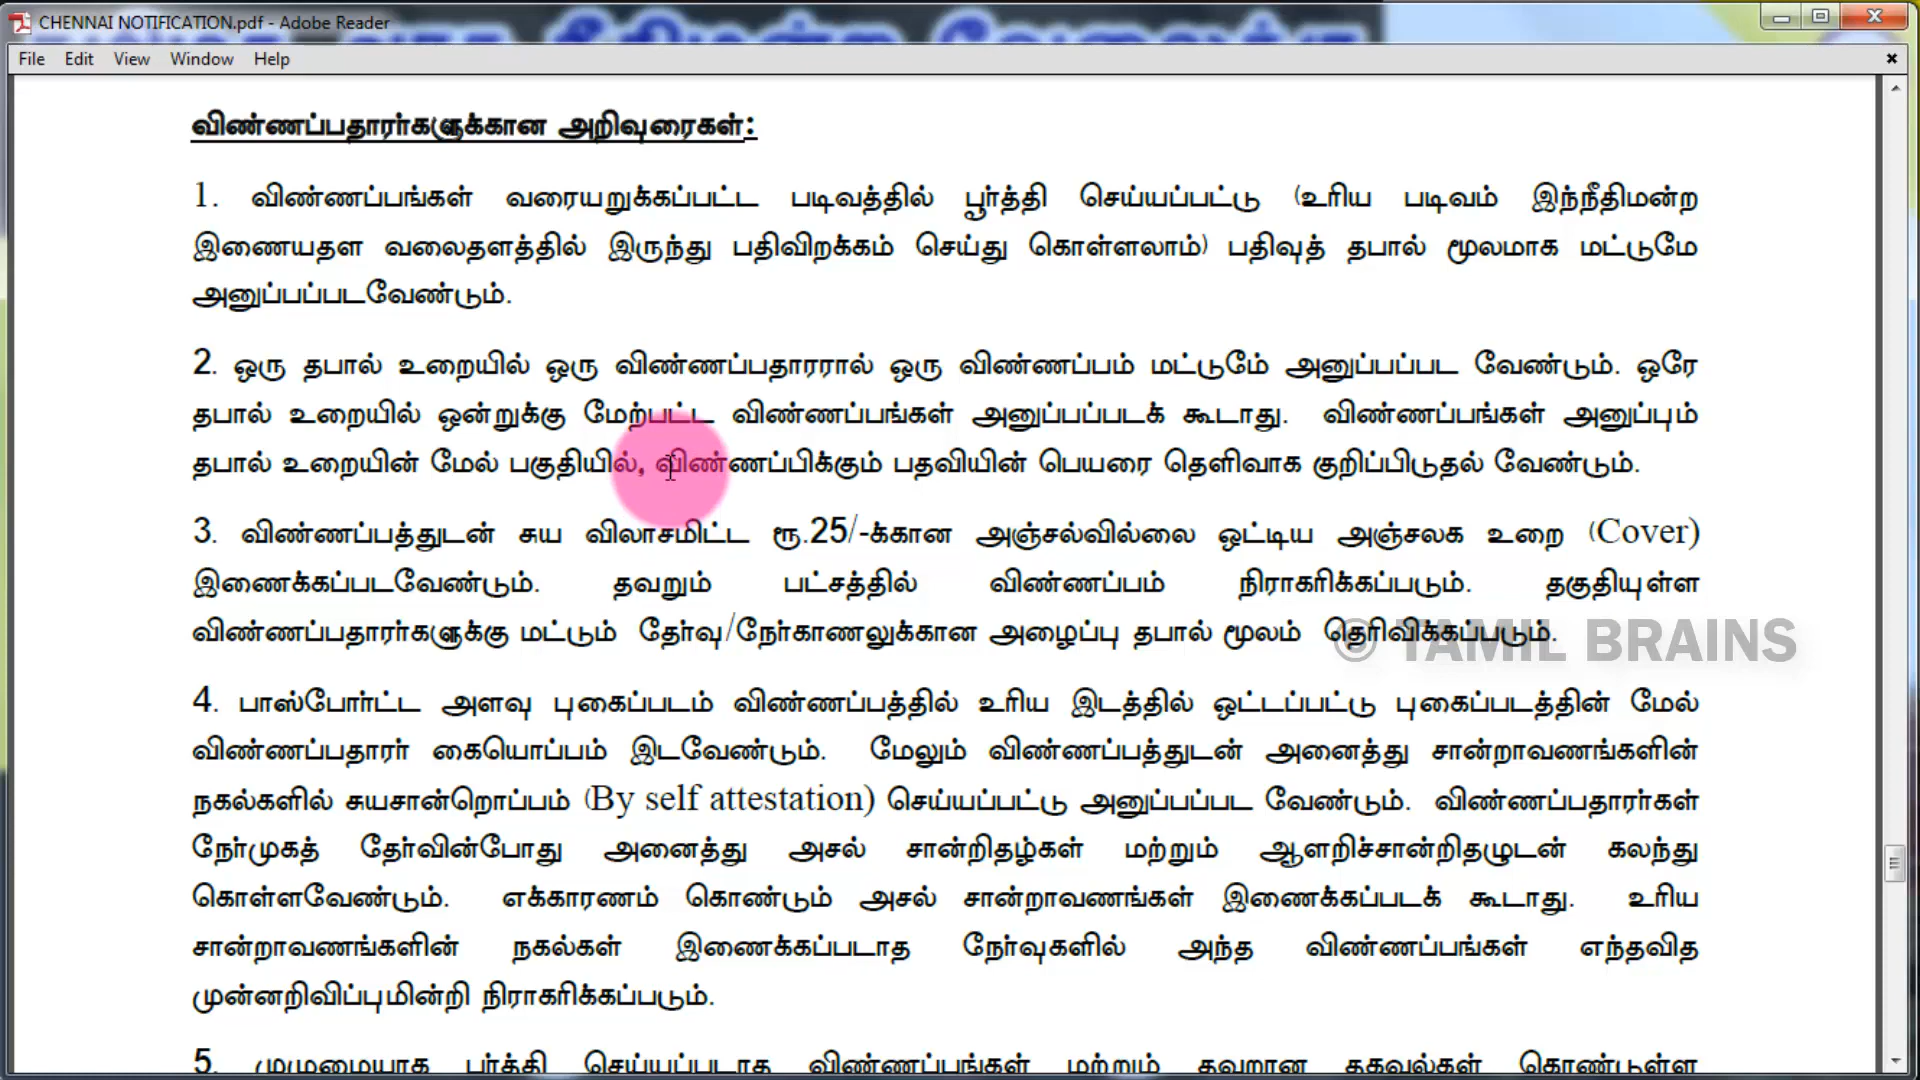 CHENNAI NOTIFICATION.pdf - Adobe Reader
File Edit View Window Help
விண்ணப்பதாரர்களுக்கான அறிவுரைகள்:
1. விண்ணப்பங்கள் வரையறுக்கப்பட்ட படிவத்தில் பூர்த்தி செய்யப்பட்டு (உரிய படிவம் இந்நீதிமன்ற
இணையதள வலைதளத்தில் இருந்து பதிவிறக்கம் செய்து கொள்ளலாம்) பதிவுத் தபால் மூலமாக மட்டுமே
அனுப்பப்படவேண்டும்.
2. ஒரு தபால் உறையில் ஒரு விண்ணப்பதாரரால் ஒரு விண்ணப்பம் மட்டுமே அனுப்பப்பட வேண்டும். ஒரே
தபால் உறையில் ஒன்றுக்கு மேற்பட்ட விண்ணப்பங்கள் அனுப்பப்படக் கூடாது. விண்ணப்பங்கள் அனுப்பும்
தபால் உறையின் மேல் பகுதியில், விண்ணப்பிக்கும் பதவியின் பெயரை தெளிவாக குறிப்பிடுதல் வேண்டும்.
3. விண்ணப்பத்துடன் சுய விலாசமிட்ட ரூ.25/-க்கான அஞ்சல்வில்லை ஒட்டிய அஞ்சலக உறை (Cover)
இணைக்கப்படவேண்டும். தவறும் பட்சத்தில் விண்ணப்பம் நிராகரிக்கப்படும். தகுதியுள்ள
விண்ணப்பதாரர்களுக்கு மட்டும் தேர்வு/நேர்காணலுக்கான அழைப்பு தபால் மூலம் தெரிவிக்கப்படும்.
© TAMIL BRAINS
4. பாஸ்போர்ட்ட அளவு புகைப்படம் விண்ணப்பத்தில் உரிய இடத்தில் ஒட்டப்பட்டு புகைப்படத்தின் மேல்
விண்ணப்பதாரர் கையொப்பம் இடவேண்டும். மேலும் விண்ணப்பத்துடன் அனைத்து சான்றாவணங்களின்
நகல்களில் சுயசான்றொப்பம் (By self attestation) செய்யப்பட்டு அனுப்பப்பட வேண்டும். விண்ணப்பதாரர்கள்
நேர்முகத் தேர்வின்போது அனைத்து அசல் சான்றிதழ்கள் மற்றும் ஆளறிச்சான்றிதழுடன் கலந்து
கொள்ளவேண்டும். எக்காரணம் கொண்டும் அசல் சான்றாவணங்கள் இணைக்கப்படக் கூடாது. உரிய
சான்றாவணங்களின் நகல்கள் இணைக்கப்படாத நேர்வுகளில் அந்த விண்ணப்பங்கள் எந்தவித
முன்னறிவிப்புமின்றி நிராகரிக்கப்படும்.
5. முழுமையாக பூர்த்தி செய்யப்படாத விண்ணப்பங்கள் மற்றும் தவறான தகவல்கள் கொண்டுள்ள